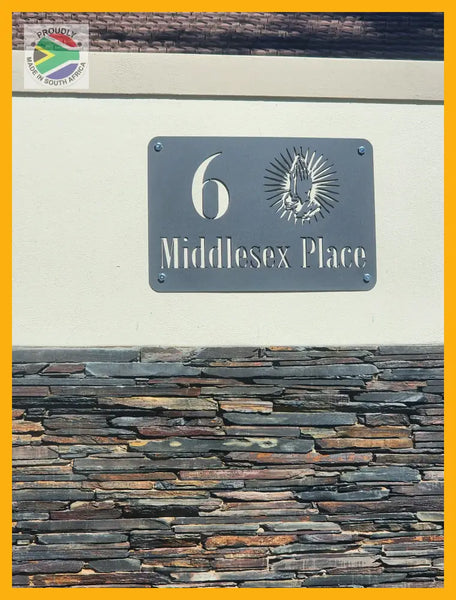 PROUDLY
MADE IN SOUTH AFRICA
6
Middlesex Place